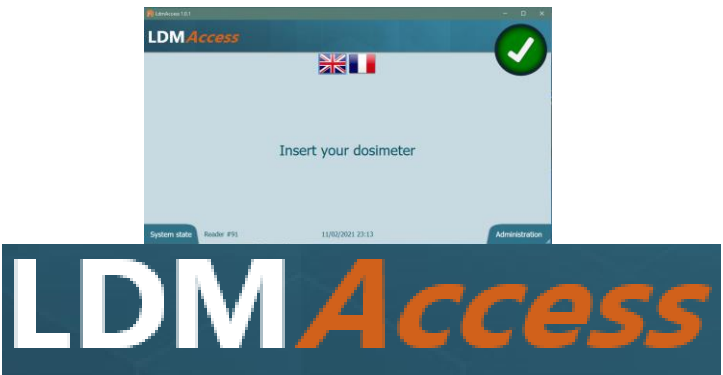 LdmAccess 1.0.1
LDMAccess
Insert your dosimeter
System state Reader #91 11/02/2021 23:13 Administration
LDMAccess